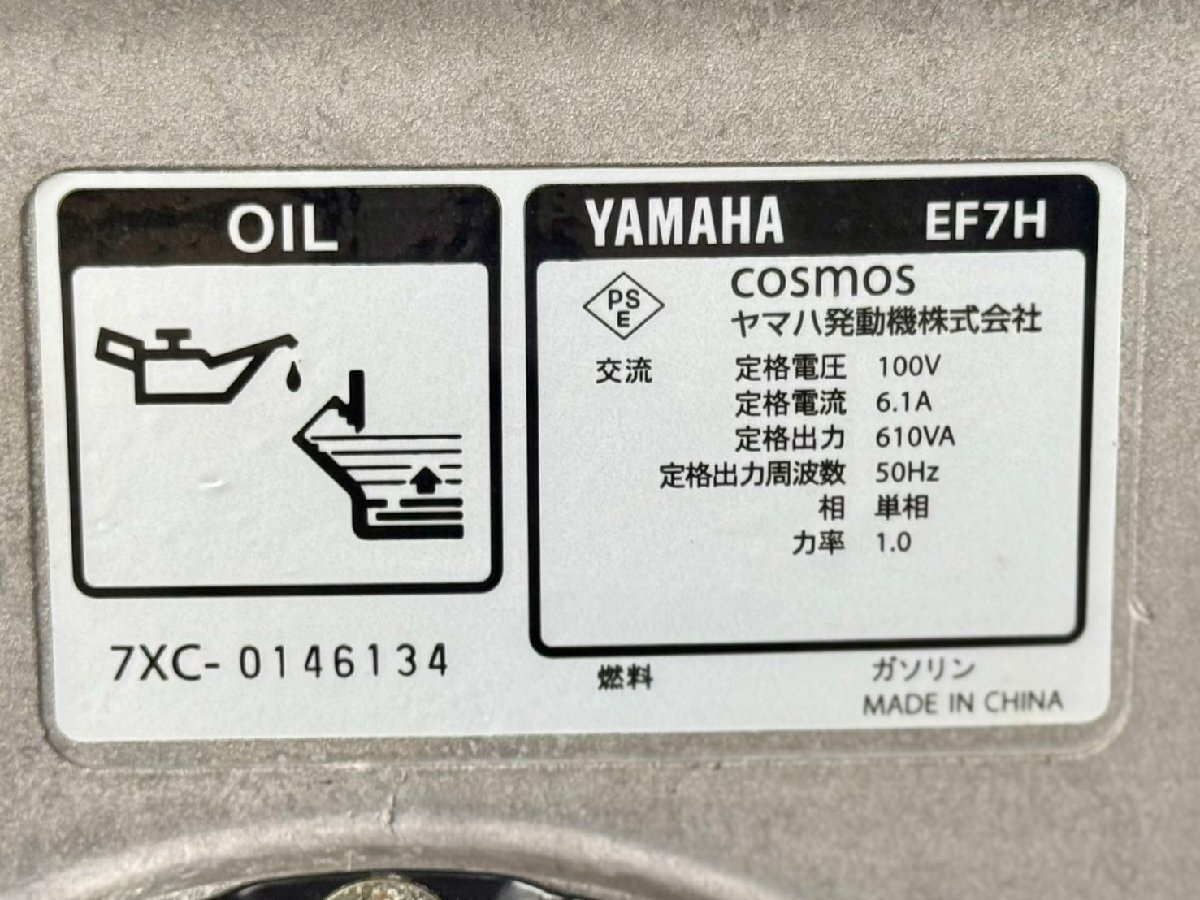 OIL
7XC-0146134
YAMAHA EF7H
PS
E
cosmos
ヤマハ発動機株式会社
交流 定格電圧 100V
定格電流 6.1A
定格出力 610VA
定格出力周波数 50Hz
相 単相
力率 1.0
燃料 ガソリン
MADE IN CHINA